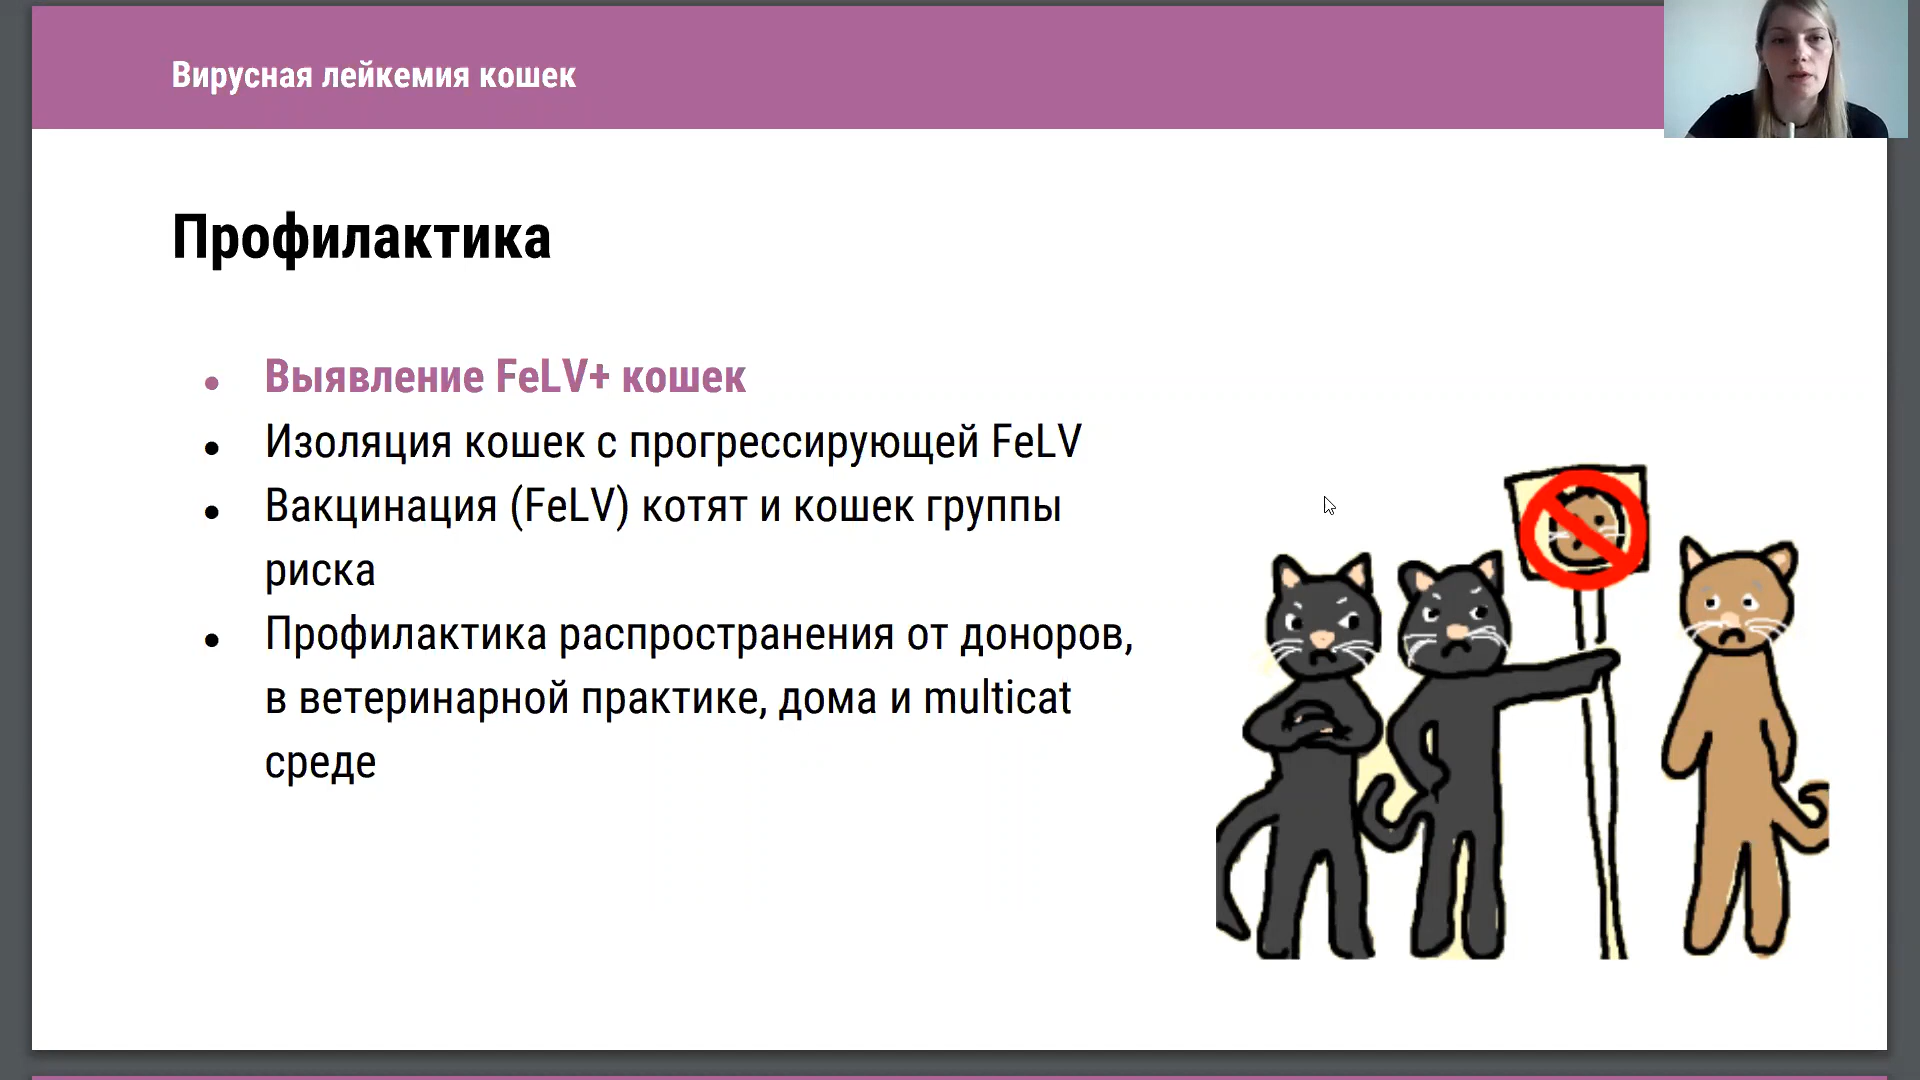 Вирусная лейкемия кошек
Профилактика
• Выявление FeLV+ кошек
• Изоляция кошек с прогрессирующей FeLV
• Вакцинация (FeLV) котят и кошек группы
риска
• Профилактика распространения от доноров,
в ветеринарной практике, дома и multicat
среде